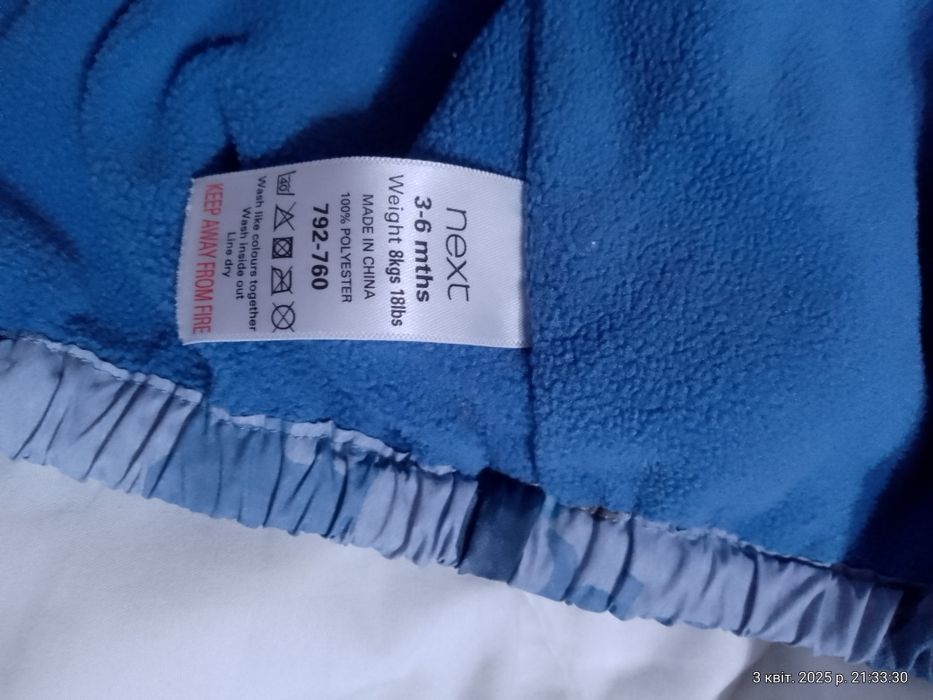 next
3-6 mths
Weight 8kgs 18lbs
MADE IN CHINA
100% POLYESTER
792-760
40
Wash like colours together
Wash inside out
Line dry
KEEP AWAY FROM FIRE
3 квіт. 2025 р. 21:33:30